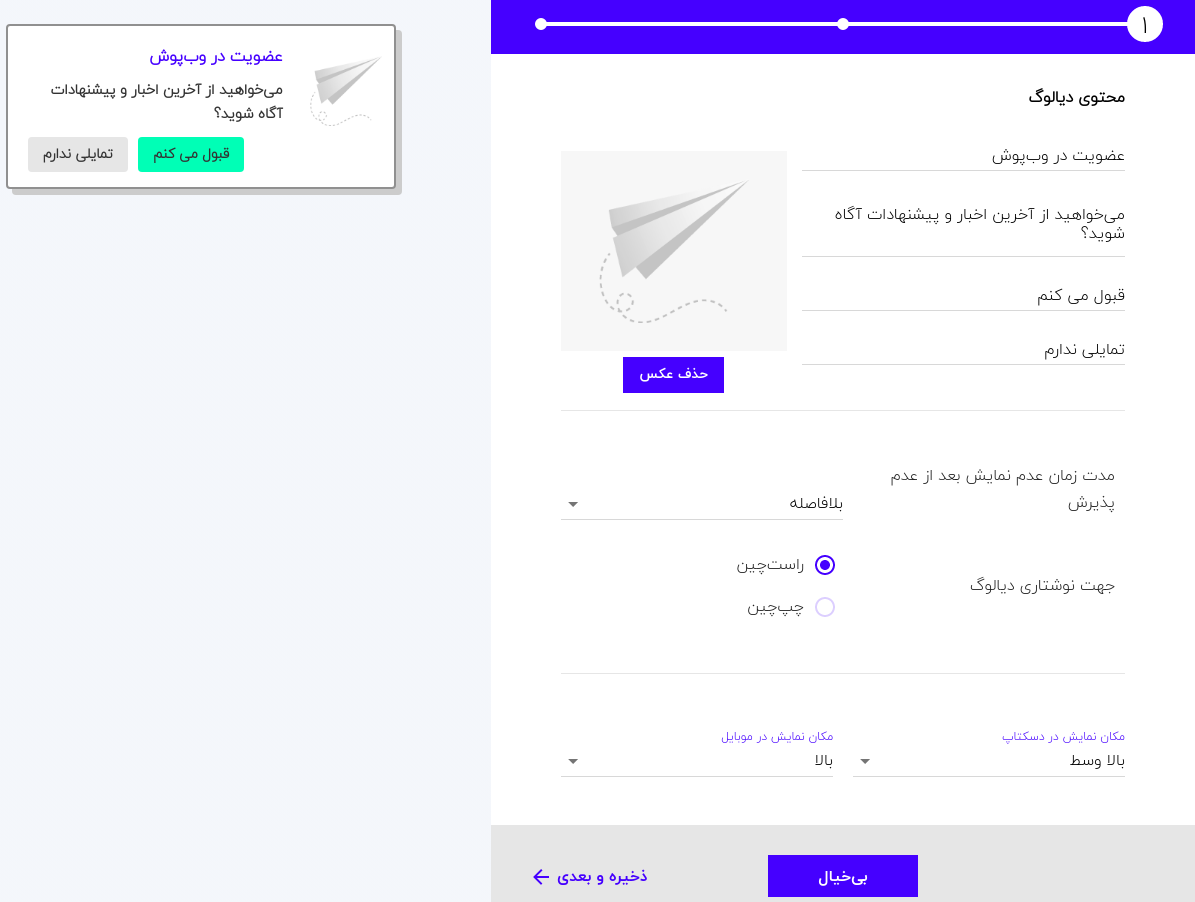 ۱
محتوی دیالوگ
عضویت در وب‌پوش
می‌خواهید از آخرین اخبار و پیشنهادات آگاه
شوید؟
قبول می کنم
تمایلی ندارم
حذف عکس
مدت زمان عدم نمایش بعد از عدم
پذیرش
بلافاصله
جهت نوشتاری دیالوگ
راست‌چین
چپ‌چین
مکان نمایش در دسکتاپ
بالا وسط
مکان نمایش در موبایل
بالا
بی‌خیال
ذخیره و بعدی
عضویت در وب‌پوش
می‌خواهید از آخرین اخبار و پیشنهادات
آگاه شوید؟
قبول می کنم
تمایلی ندارم